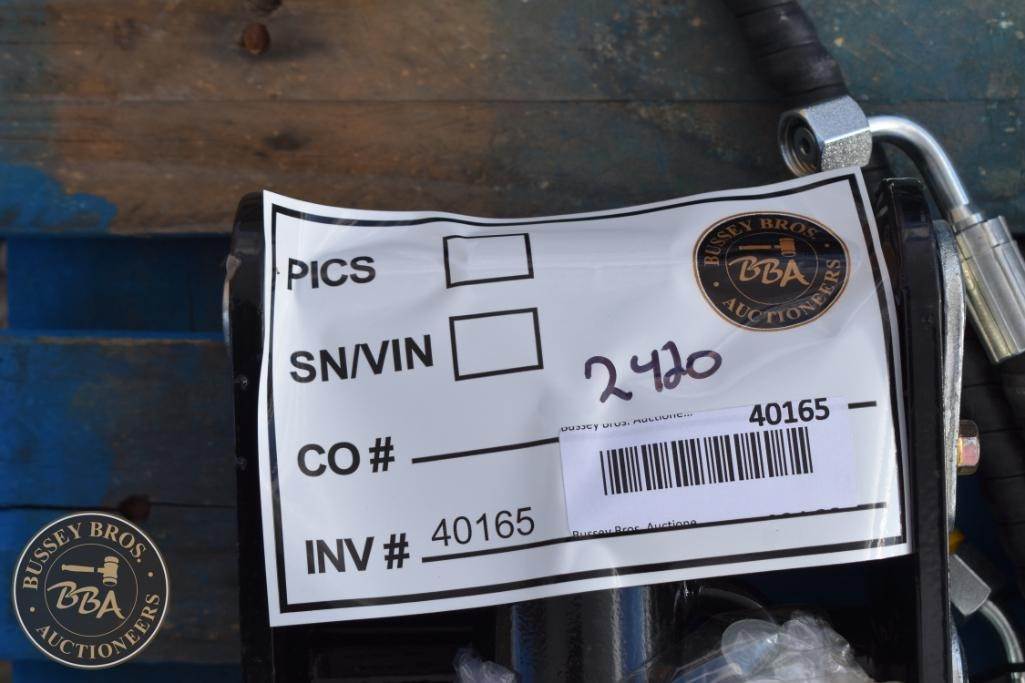 PICS
BUSSEY BROS.
BBA
AUCTIONEERS
SN/VIN
2420
Bussey Bros. Auctione...
40165
CO #
INV # 40165
Bussey Bros. Auctione
BUSSEY BROS.
BBA
AUCTIONEERS